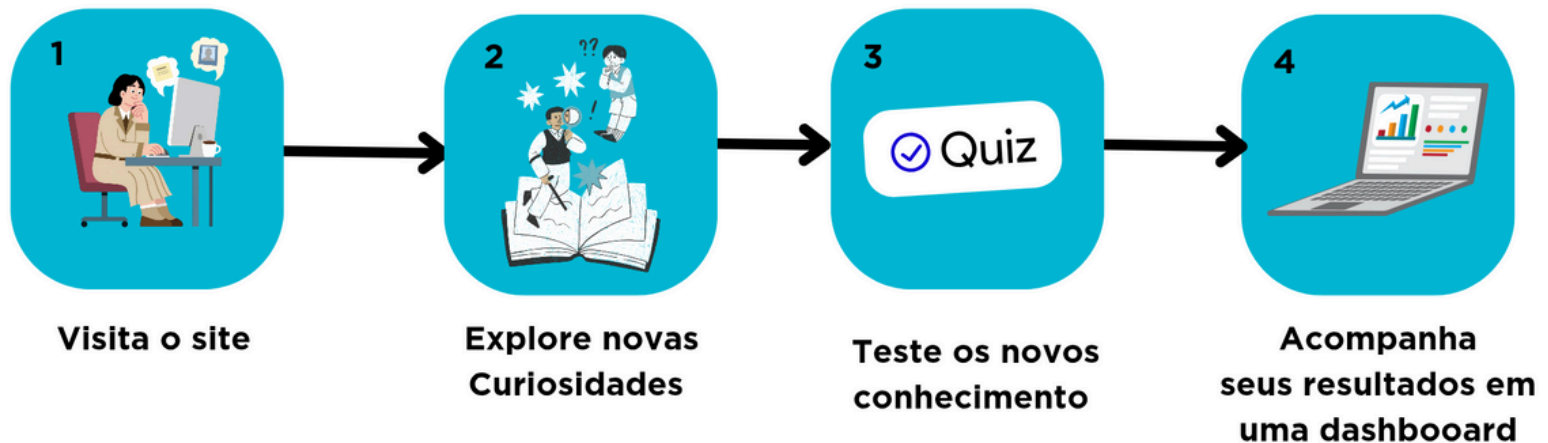 1
Visita o site
2
??
!
Explore novas
Curiosidades
3
Quiz
Teste os novos
conhecimento
4
Acompanha
seus resultados em
uma dashbooard